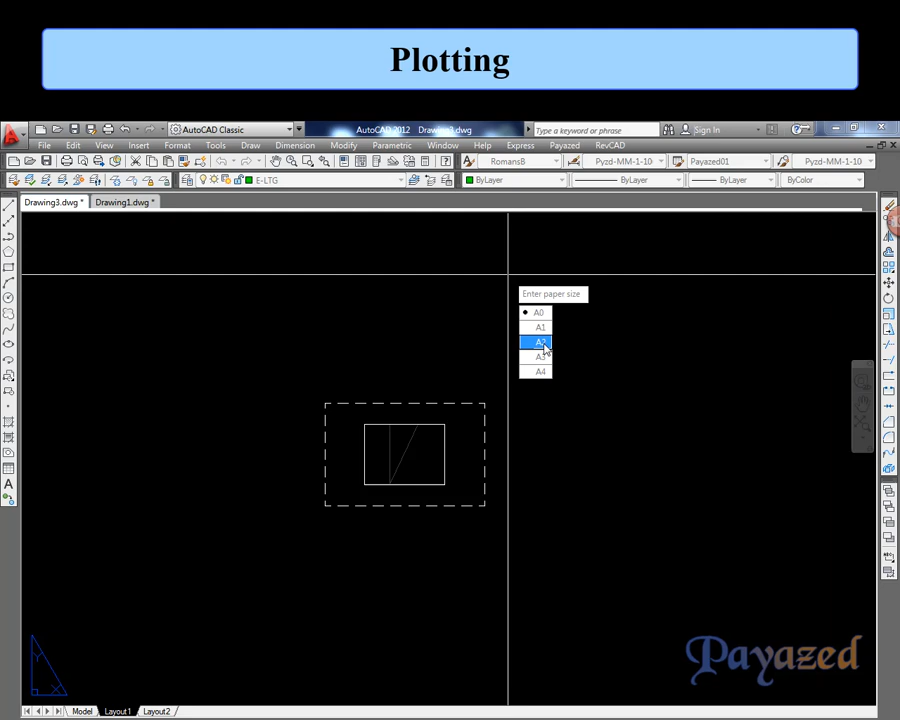 Plotting
AutoCAD Classic
AutoCAD 2012 Drawing3.dwg
Type a keyword or phrase
Sign In
File Edit View Insert Format Tools Draw Dimension Modify Parametric Window Help Express Payazed RevCAD
RomansB Pyzd-MM-1-10 Payazed01 Pyzd-MM-1-10
E-LTG ByLayer ByLayer ByLayer ByColor
Drawing3.dwg * Drawing1.dwg *
Enter paper size
A0
A1
A2
A3
A4
Y
X
Payazed
Model Layout1 Layout2